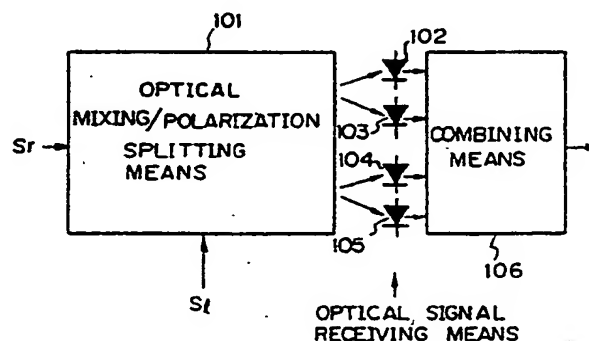 101
102
OPTICAL
MIXING/POLARIZATION
SPLITTING
MEANS
Sr
103
104
105
COMBINING
MEANS
106
Sℓ
OPTICAL, SIGNAL
RECEIVING MEANS